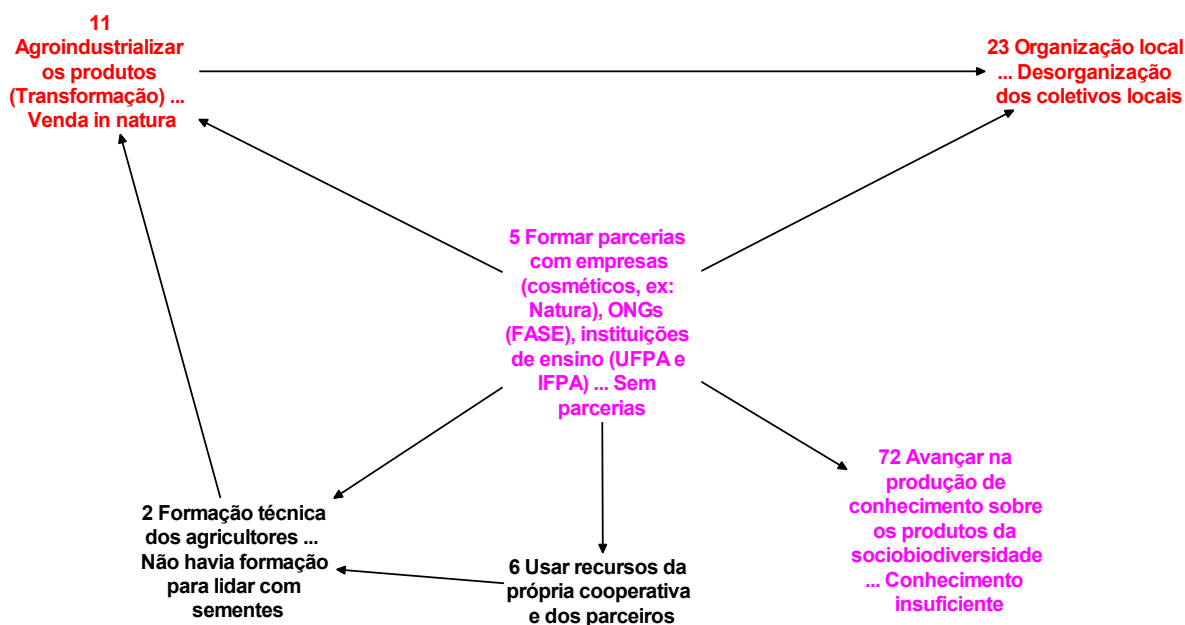 11
Agroindustrializar
os produtos
(Transformação) ...
Venda in natura
23 Organização local
... Desorganização
dos coletivos locais
5 Formar parcerias
com empresas
(cosméticos, ex:
Natura), ONGs
(FASE), instituições
de ensino (UFPA e
IFPA) ... Sem
parcerias
72 Avançar na
produção de
conhecimento sobre
os produtos da
sociobiodiversidade
... Conhecimento
insuficiente
2 Formação técnica
dos agricultores ...
Não havia formação
para lidar com
sementes
6 Usar recursos da
própria cooperativa
e dos parceiros